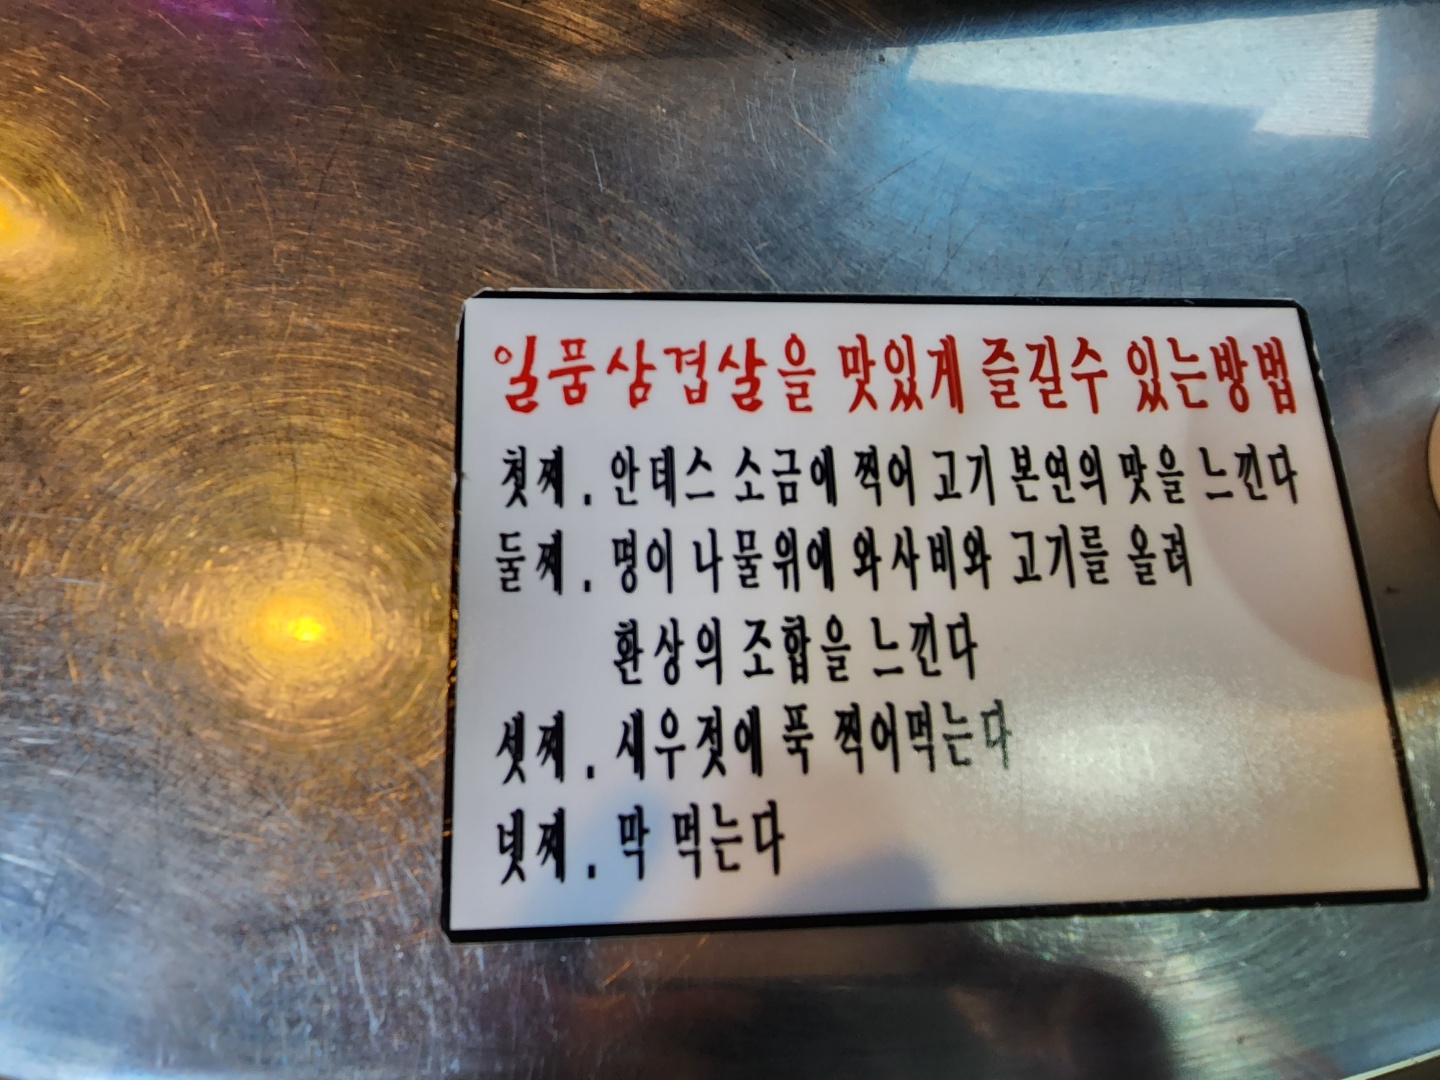 일품삼겹살을 맛있게 즐길수 있는방법
첫째. 안데스 소금에 찍어 고기 본연의 맛을 느낀다
둘째. 명이 나물위에 와사비와 고기를 올려
환상의 조합을 느낀다
셋째. 새우젓에 푹 찍어먹는다
넷째. 막 먹는다